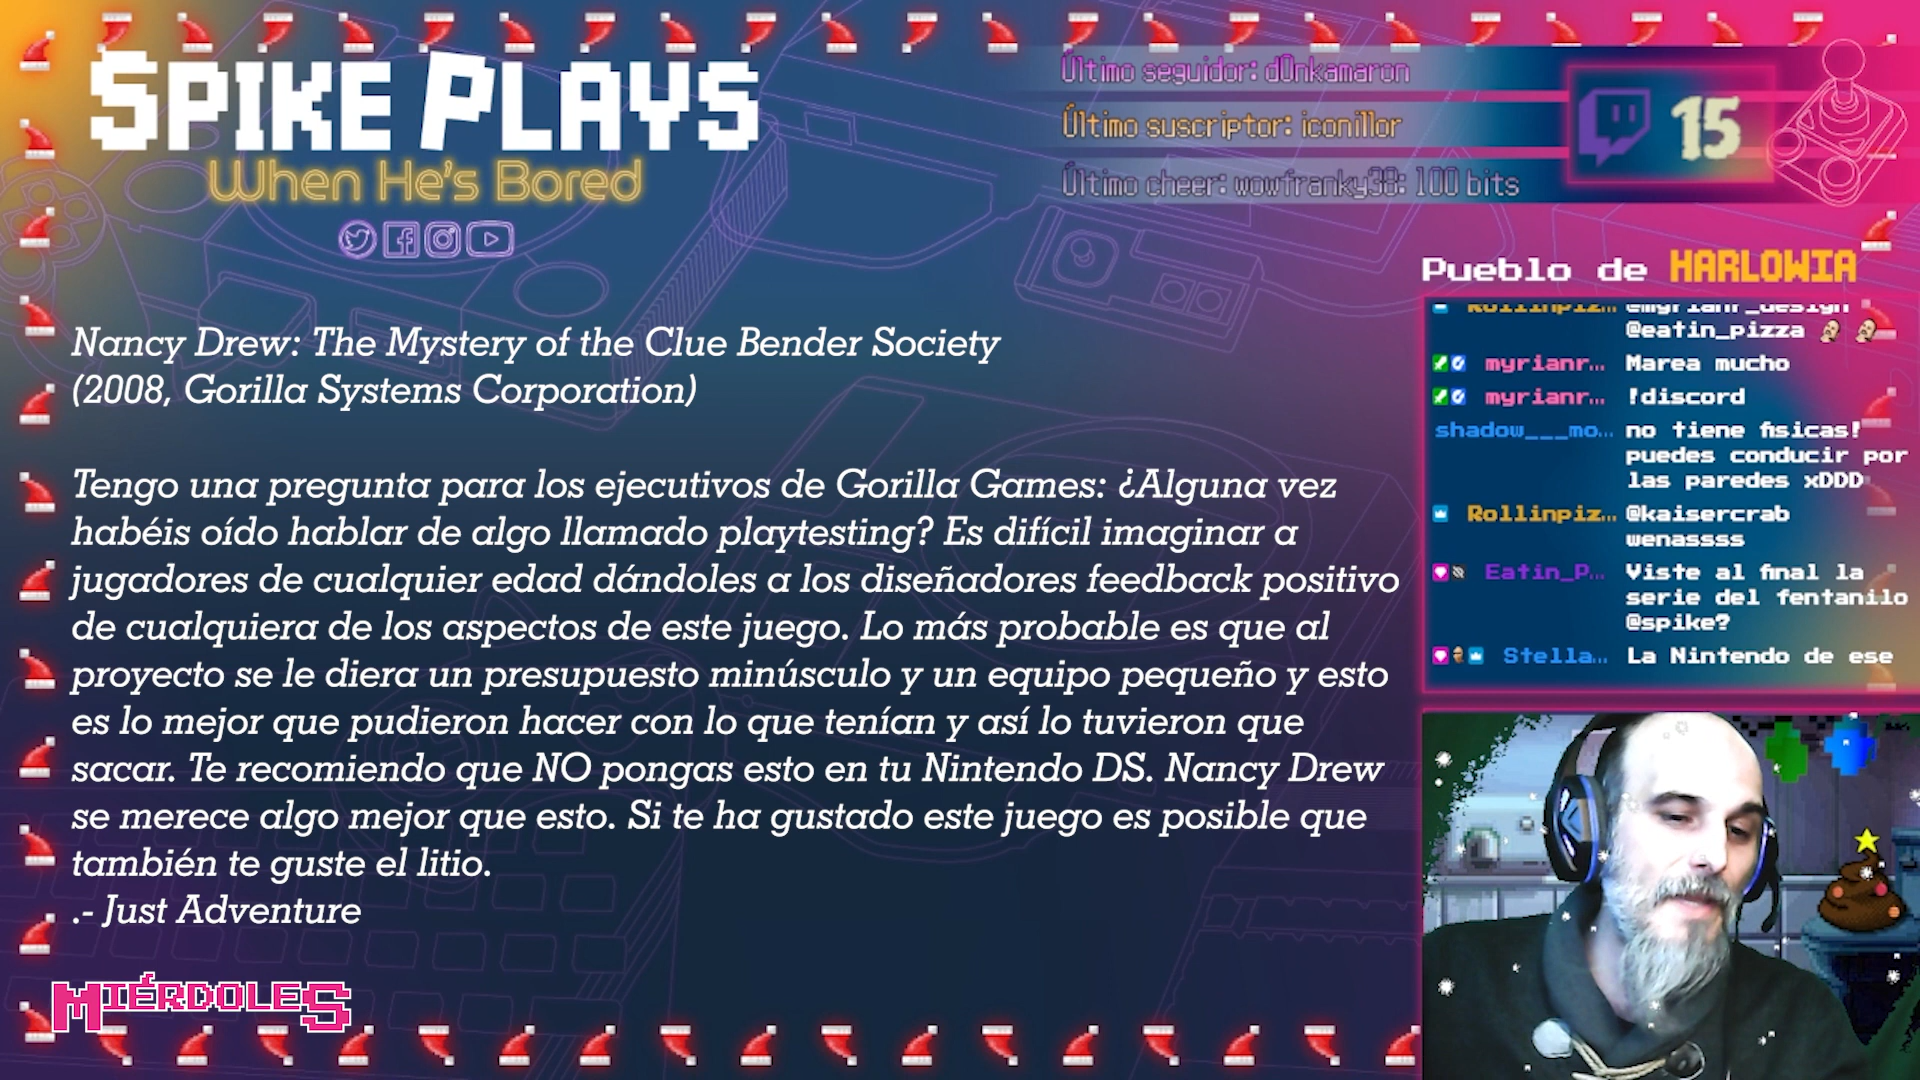 SPIKE PLAYS
When He's Bored
Último seguidor: d0nkamaron
Último suscriptor: iconillor
Último cheer: wowfranky38: 100 bits
15
Pueblo de HARLOWIA
Nancy Drew: The Mystery of the Clue Bender Society
(2008, Gorilla Systems Corporation)
Tengo una pregunta para los ejecutivos de Gorilla Games: ¿Alguna vez
habéis oído hablar de algo llamado playtesting? Es difícil imaginar a
jugadores de cualquier edad dándoles a los diseñadores feedback positivo
de cualquiera de los aspectos de este juego. Lo más probable es que al
proyecto se le diera un presupuesto minúsculo y un equipo pequeño y esto
es lo mejor que pudieron hacer con lo que tenían y así lo tuvieron que
sacar. Te recomiendo que NO pongas esto en tu Nintendo DS. Nancy Drew
se merece algo mejor que esto. Si te ha gustado este juego es posible que
también te guste el litio.
.- Just Adventure
MIÉRDOLES
Rollinpiz... @myrianr_design
@eatin_pizza
myrianr... Marea mucho
myrianr... !discord
shadow___mo... no tiene fisicas!
puedes conducir por
las paredes xDDD
Rollinpiz... @kaisercrab
wenassss
Eatin_P... Viste al final la
serie del fentanilo
@spike?
Stella... La Nintendo de ese